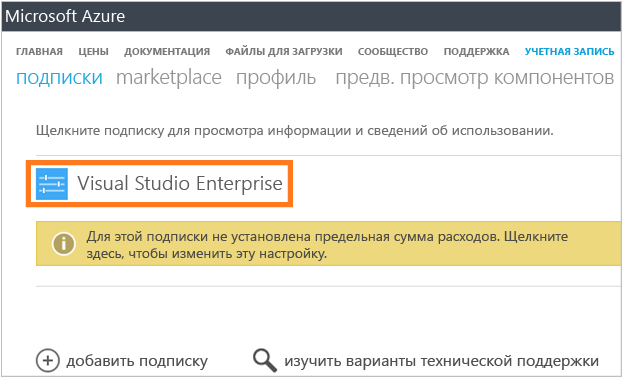 Microsoft Azure
ГЛАВНАЯ ЦЕНЫ ДОКУМЕНТАЦИЯ ФАЙЛЫ ДЛЯ ЗАГРУЗКИ СООБЩЕСТВО ПОДДЕРЖКА УЧЕТНАЯ ЗАПИСЬ
подписки marketplace профиль предв. просмотр компонентов
Щелкните подписку для просмотра информации и сведений об использовании.
Visual Studio Enterprise
Для этой подписки не установлена предельная сумма расходов. Щелкните
здесь, чтобы изменить эту настройку.
добавить подписку изучить варианты технической поддержки